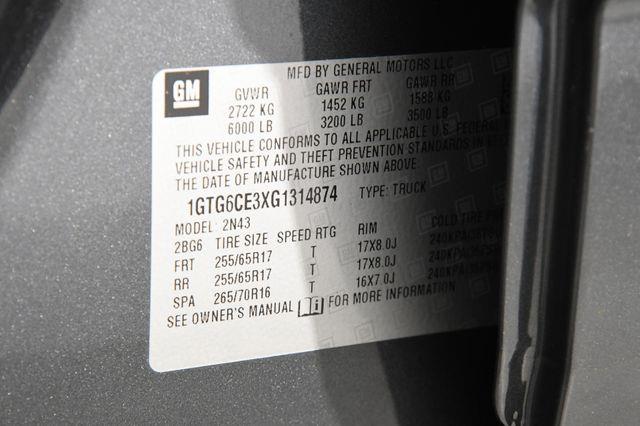 GM
MFD BY GENERAL MOTORS LLC
GVWR GAWR FRT GAWR RR
2722 KG 1452 KG 1588 KG
6000 LB 3200 LB 3500 LB
THIS VEHICLE CONFORMS TO ALL APPLICABLE U.S. FEDERAL
VEHICLE SAFETY AND THEFT PREVENTION STANDARDS IN
THE DATE OF MANUFACTURE SHOWN ABOVE.
1GTG6CE3XG1314874 TYPE: TRUCK
MODEL: 2N43
2BG6 TIRE SIZE SPEED RTG RIM COLD TIRE
FRT 255/65R17 T 17X8.0J
RR 255/65R17 T 17X8.0J
SPA 265/70R16 T 16X7.0J
SEE OWNER'S MANUAL i FOR MORE INFORMATION